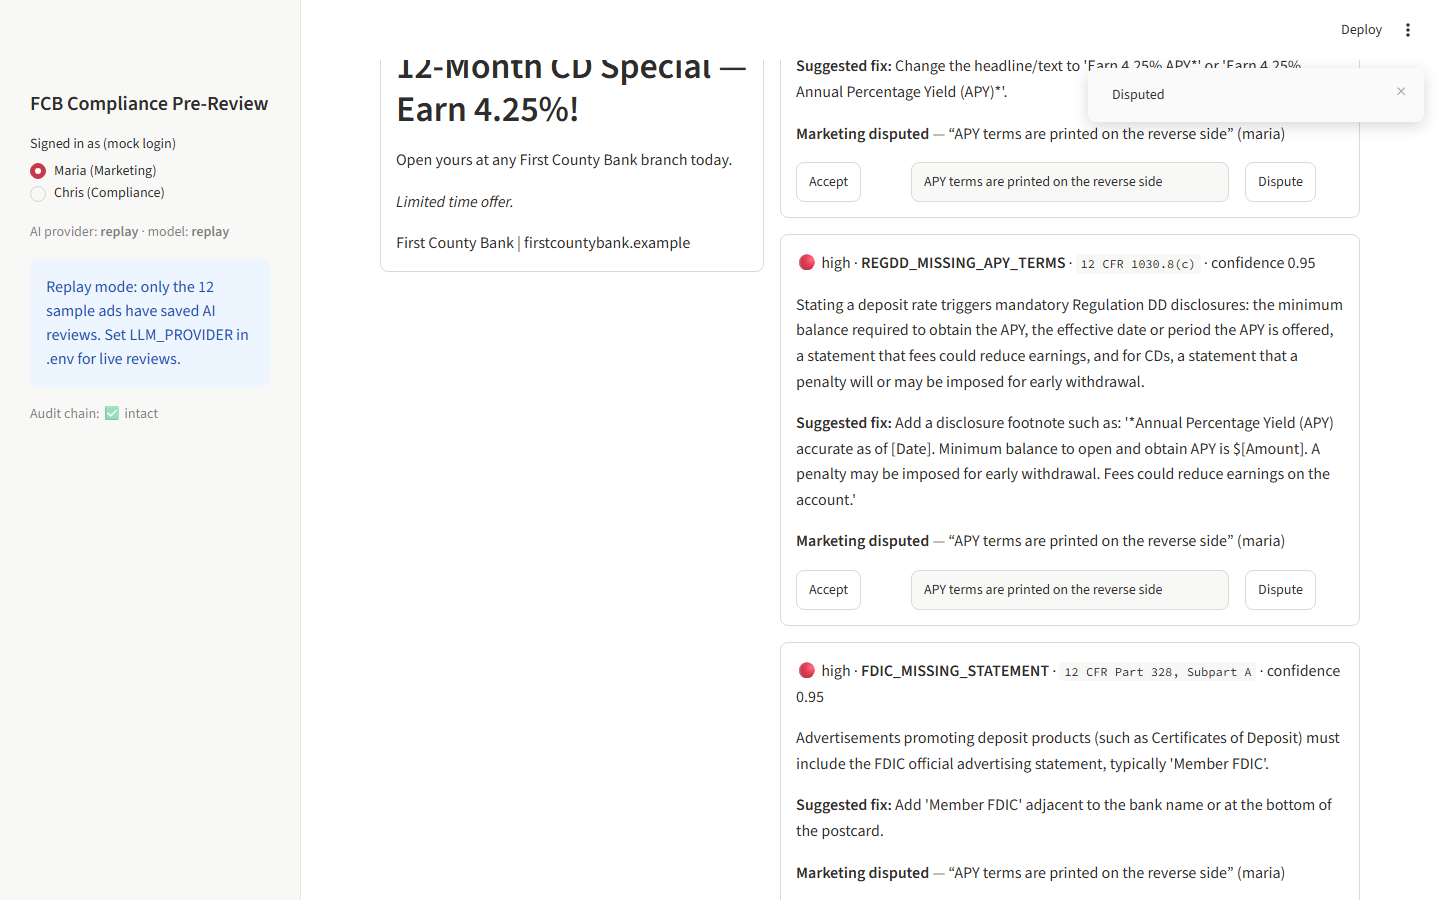 Deploy
FCB Compliance Pre-Review
Signed in as (mock login)
Maria (Marketing)
Chris (Compliance)
AI provider: replay · model: replay
Replay mode: only the 12
sample ads have saved AI
reviews. Set LLM_PROVIDER in
.env for live reviews.
Audit chain: ✅ intact
12-Month CD Special —
Earn 4.25%!
Open yours at any First County Bank branch today.
Limited time offer.
First County Bank | firstcountybank.example
Suggested fix: Change the headline/text to 'Earn 4.25% APY*' or 'Earn 4.25%
Annual Percentage Yield (APY)*'.
Disputed
Marketing disputed — “APY terms are printed on the reverse side” (maria)
Accept
APY terms are printed on the reverse side
Dispute
high · REGDD_MISSING_APY_TERMS · 12 CFR 1030.8(c) · confidence 0.95
Stating a deposit rate triggers mandatory Regulation DD disclosures: the minimum
balance required to obtain the APY, the effective date or period the APY is offered,
a statement that fees could reduce earnings, and for CDs, a statement that a
penalty will or may be imposed for early withdrawal.
Suggested fix: Add a disclosure footnote such as: '*Annual Percentage Yield (APY)
accurate as of [Date]. Minimum balance to open and obtain APY is $[Amount]. A
penalty may be imposed for early withdrawal. Fees could reduce earnings on the
account.'
Marketing disputed — “APY terms are printed on the reverse side” (maria)
Accept
APY terms are printed on the reverse side
Dispute
high · FDIC_MISSING_STATEMENT · 12 CFR Part 328, Subpart A · confidence
0.95
Advertisements promoting deposit products (such as Certificates of Deposit) must
include the FDIC official advertising statement, typically 'Member FDIC'.
Suggested fix: Add 'Member FDIC' adjacent to the bank name or at the bottom of
the postcard.
Marketing disputed — “APY terms are printed on the reverse side” (maria)